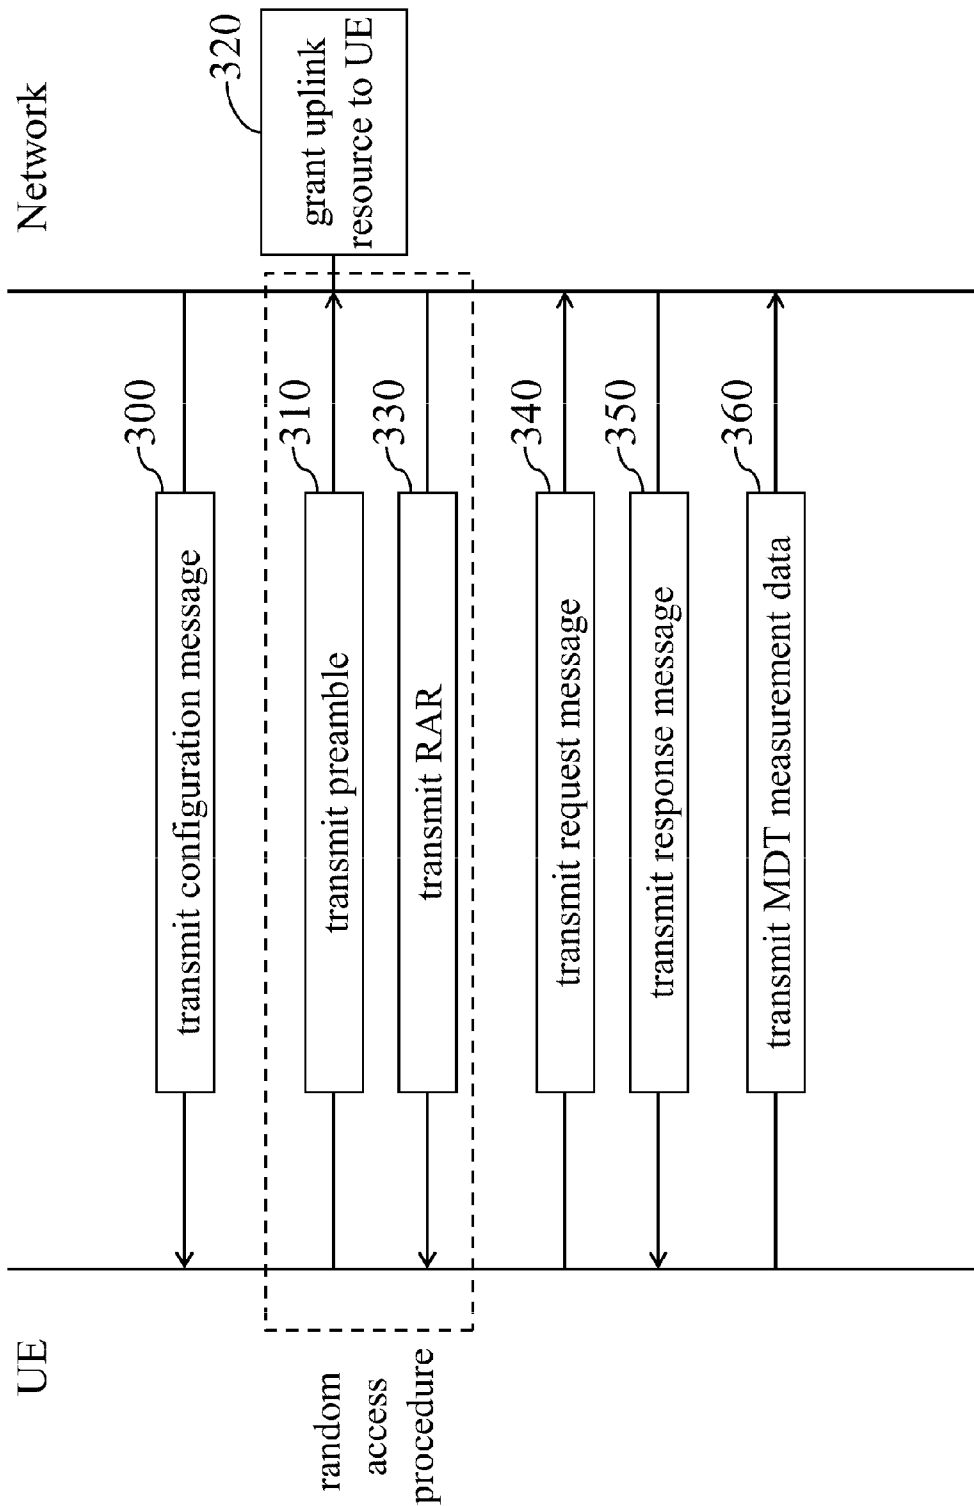 UE
Network
300
transmit configuration message
random
access
procedure
310
transmit preamble
320
grant uplink
resource to UE
330
transmit RAR
340
transmit request message
350
transmit response message
360
transmit MDT measurement data